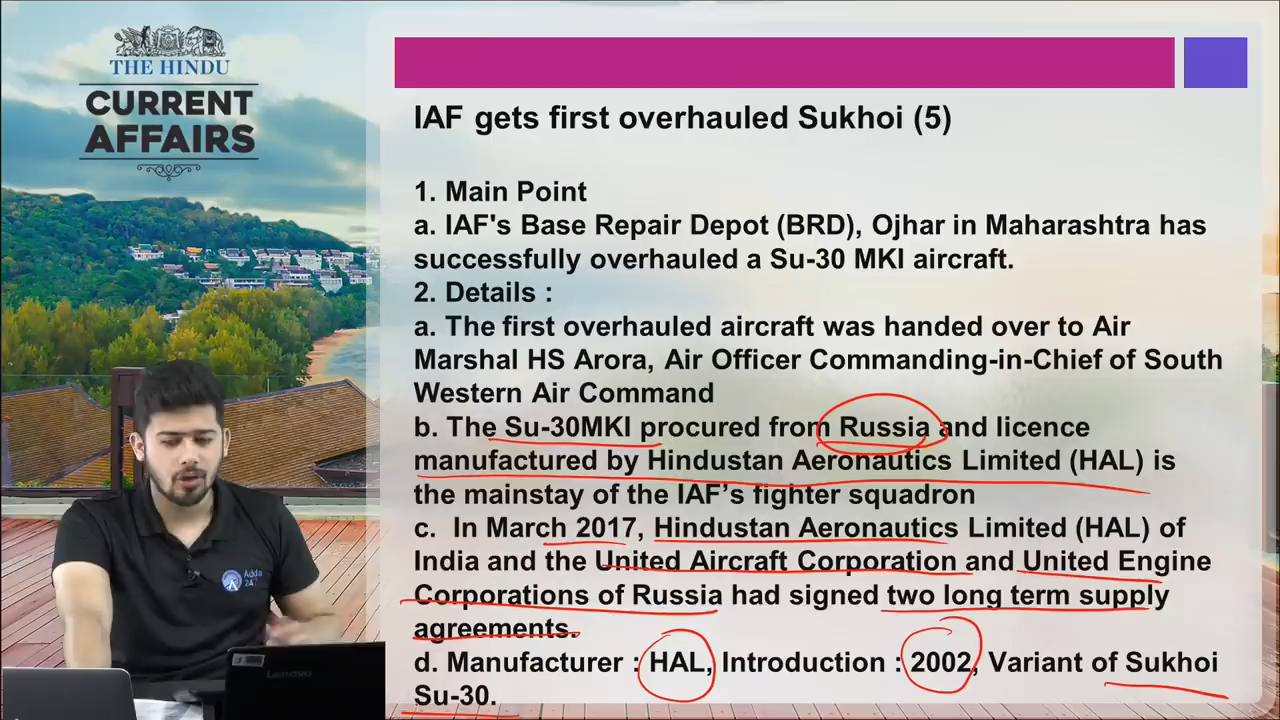 THE HINDU
CURRENT
AFFAIRS
IAF gets first overhauled Sukhoi (5)
1. Main Point
a. IAF's Base Repair Depot (BRD), Ojhar in Maharashtra has
successfully overhauled a Su-30 MKI aircraft.
2. Details :
a. The first overhauled aircraft was handed over to Air
Marshal HS Arora, Air Officer Commanding-in-Chief of South
Western Air Command
b. The Su-30MKI procured from Russia and licence
manufactured by Hindustan Aeronautics Limited (HAL) is
the mainstay of the IAF’s fighter squadron
c. In March 2017, Hindustan Aeronautics Limited (HAL) of
India and the United Aircraft Corporation and United Engine
Corporations of Russia had signed two long term supply
agreements.
d. Manufacturer : HAL, Introduction : 2002, Variant of Sukhoi
Su-30.
Adda
247
Lenovo